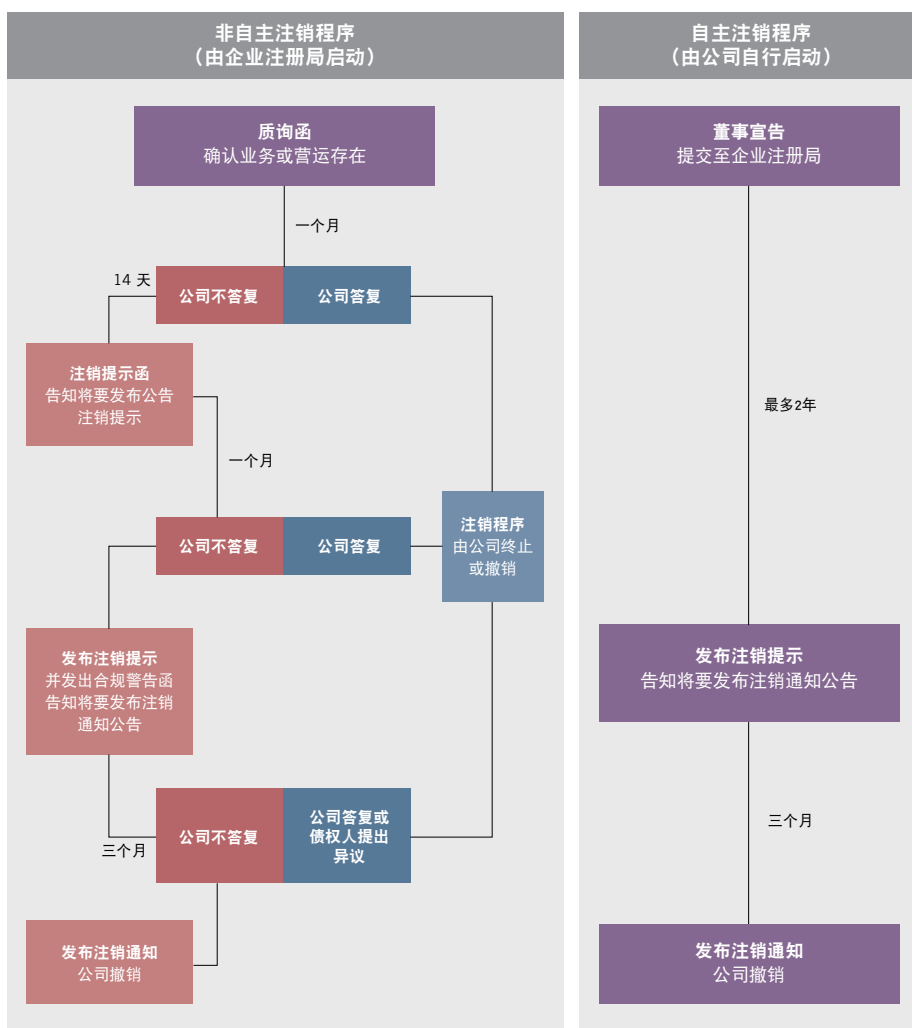 非自主注销程序
（由企业注册局启动）
质询函
确认业务或营运存在
一个月
14 天
公司不答复
公司答复
注销提示函
告知将要发布公告
注销提示
一个月
公司不答复
公司答复
注销程序
由公司终止
或撤销
发布注销提示
并发出合规警告函
告知将要发布注销
通知公告
三个月
公司不答复
公司答复或
债权人提出
异议
发布注销通知
公司撤销
自主注销程序
（由公司自行启动）
董事宣告
提交至企业注册局
最多2年
发布注销提示
告知将要发布注销通知公告
三个月
发布注销通知
公司撤销